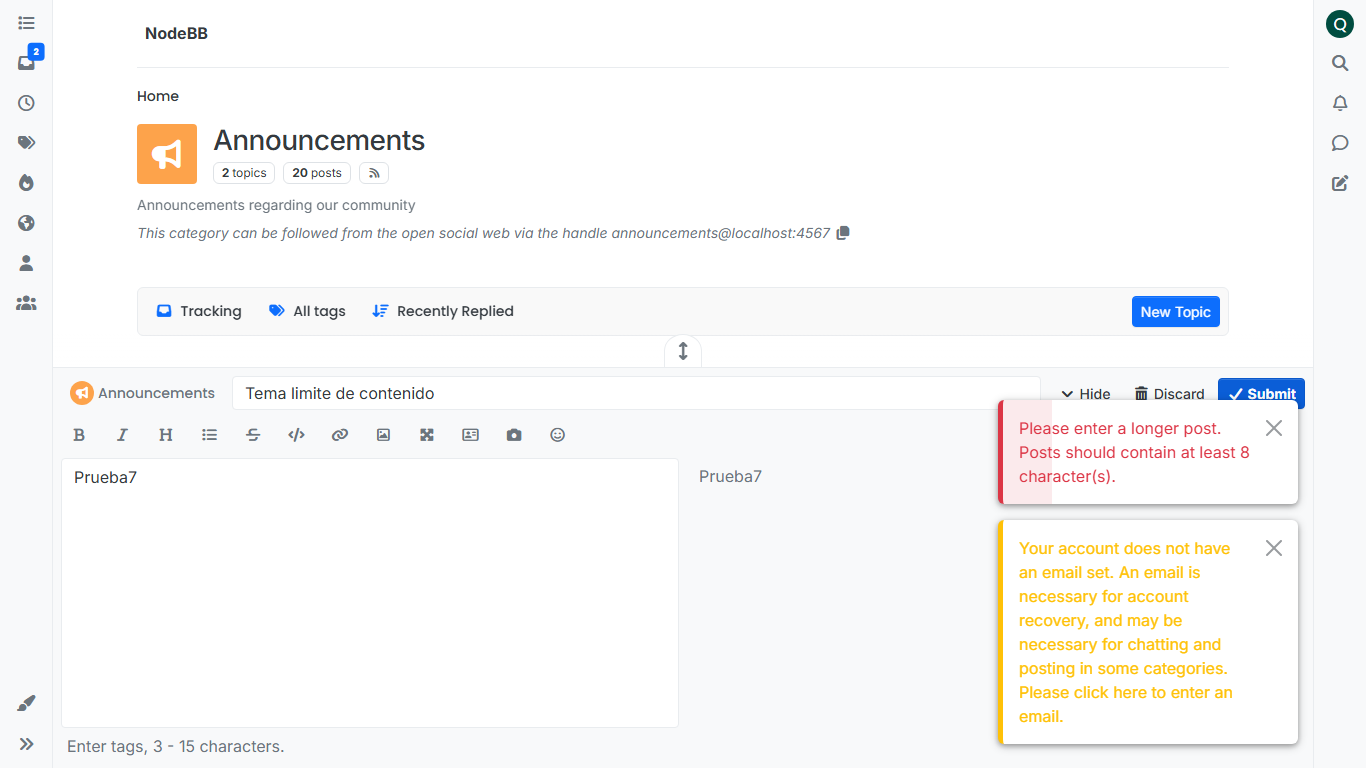 2
Q
NodeBB
Home
Announcements
2 topics
20 posts
Announcements regarding our community
This category can be followed from the open social web via the handle announcements@localhost:4567
Tracking
All tags
Recently Replied
New Topic
Announcements
Tema limite de contenido
Hide
Discard
Submit
B I H S
Prueba7
Prueba7
Please enter a longer post.
Posts should contain at least 8
character(s).
Your account does not have
an email set. An email is
necessary for account
recovery, and may be
necessary for chatting and
posting in some categories.
Please click here to enter an
email.
Enter tags, 3 - 15 characters.